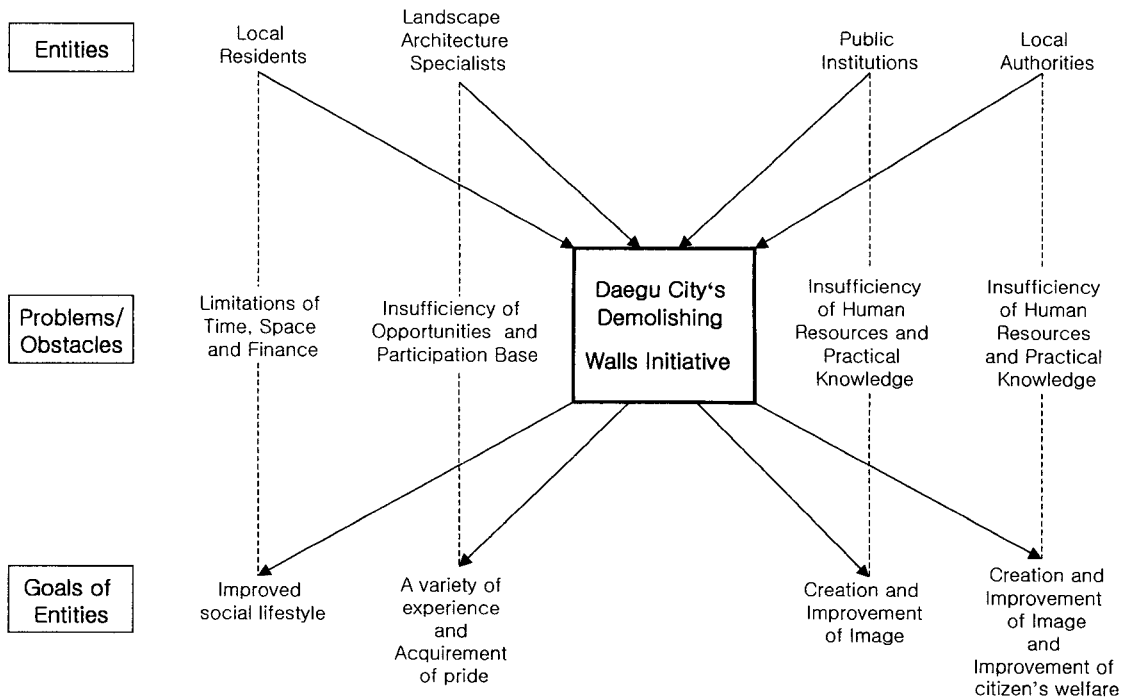 Entities
Local
Residents
Landscape
Architecture
Specialists
Public
Institutions
Local
Authorities
Problems/
Obstacles
Limitations of
Time, Space
and Finance
Insufficiency of
Opportunities and
Participation Base
Daegu City's
Demolishing
Walls Initiative
Insufficiency
of Human
Resources and
Practical
Knowledge
Insufficiency
of Human
Resources
and Practical
Knowledge
Goals of
Entities
Improved
social lifestyle
A variety of
experience
and
Acquirement
of pride
Creation and
Improvement
of Image
Creation and
Improvement
of Image
and
Improvement of
citizen's welfare